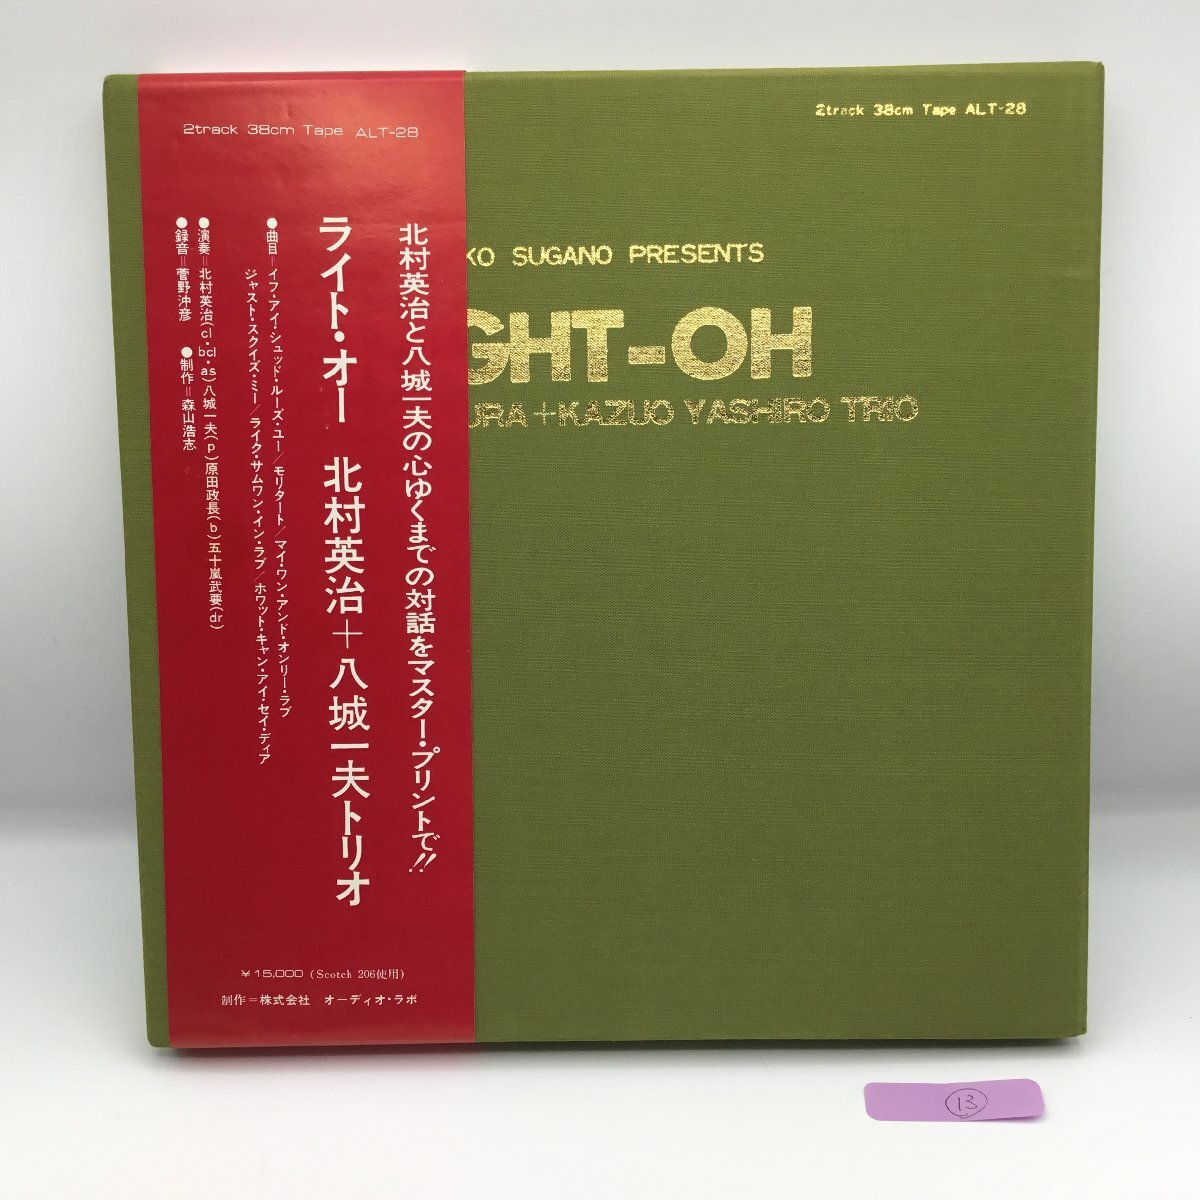 2track 38cm Tape ALT-28
北村英治と八城一夫の心ゆくまでの対話をマスター・プリントで!!
ライト・オー 北村英治+八城一夫トリオ
●曲目=イフ・アイ・シュッド・ルーズ・ユー/モリタート/マイ・ワン・アンド・オンリー・ラブ
ジャスト・スクイズ・ミー/ライク・サムワン・イン・ラブ/ホワット・キャン・アイ・セイ・ディア
●演奏=北村英治(cl・bcl・as)八城一夫(p)原田政長(b)五十嵐武要(dr)
●録音=菅野沖彦 ●制作=森山浩志
¥15,000 (Scotch 206使用)
制作=株式会社 オーディオ・ラボ
2track 38cm Tape ALT-28
KO SUGANO PRESENTS
GHT-OH
URA+KAZUO YASHIRO TRIO
13